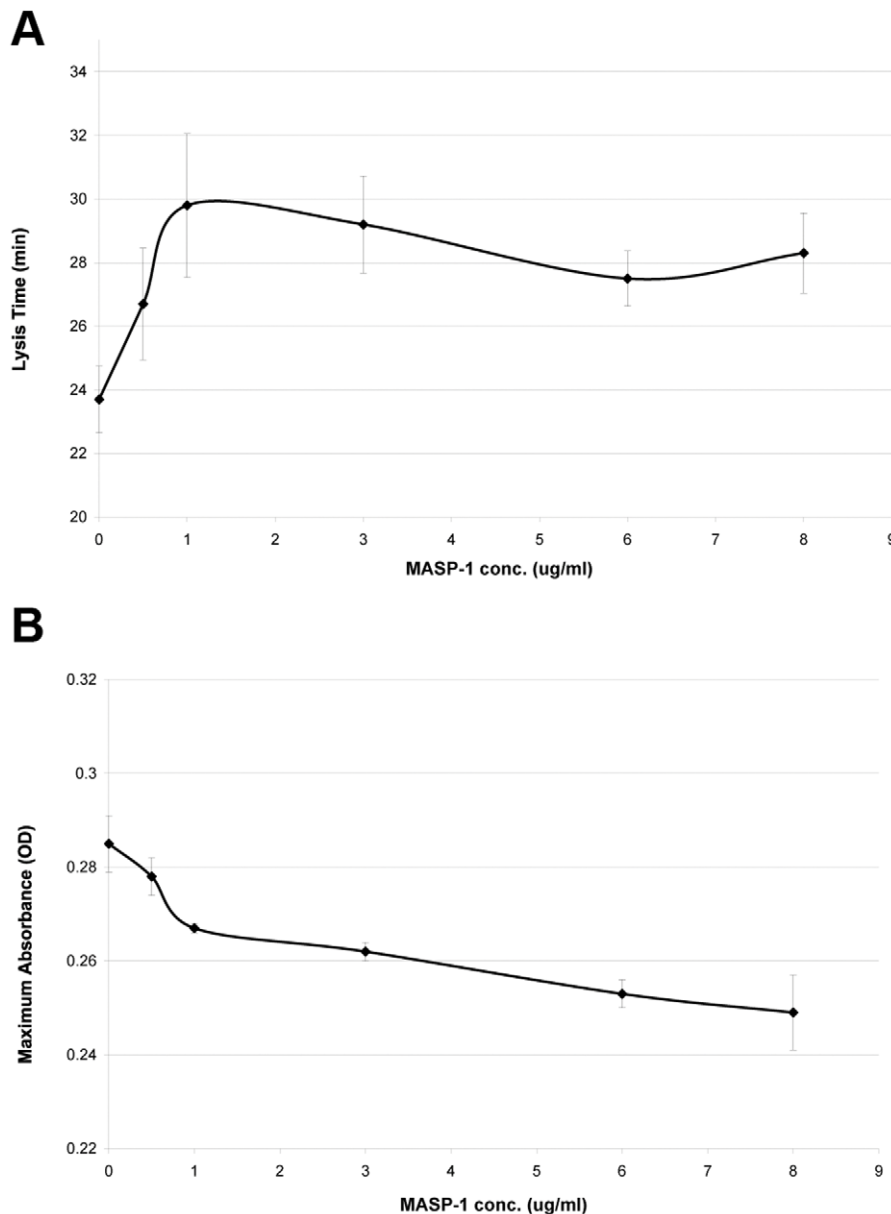 A
34
32
30
28
26
24
22
20
Lysis Time (min)
0 1 2 3 4 5 6 7 8 9
MASP-1 conc. (ug/ml)
B
0.32
0.3
0.28
0.26
0.24
0.22
Maximum Absorbance (OD)
0 1 2 3 4 5 6 7 8 9
MASP-1 conc. (ug/ml)